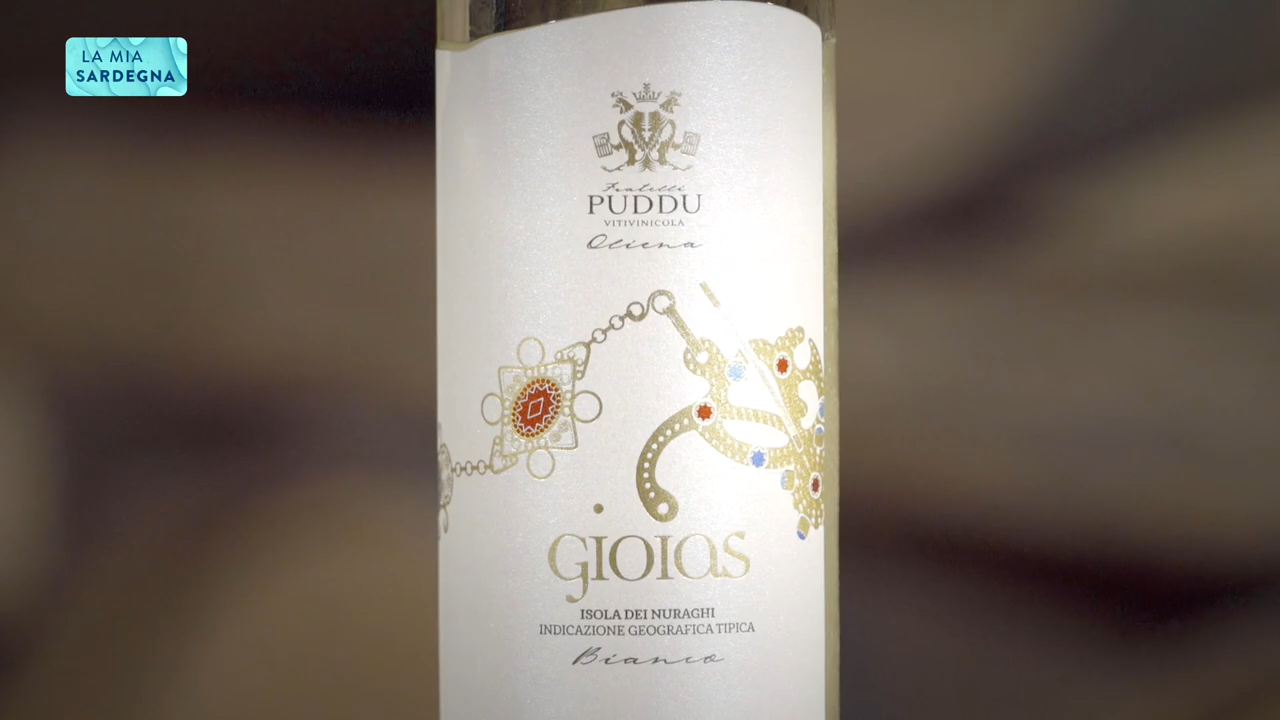 LA MIA
SARDEGNA
Fratelli
PUDDU
VITIVINICOLA
Oliena
gioias
ISOLA DEI NURAGHI
INDICAZIONE GEOGRAFICA TIPICA
Bianco